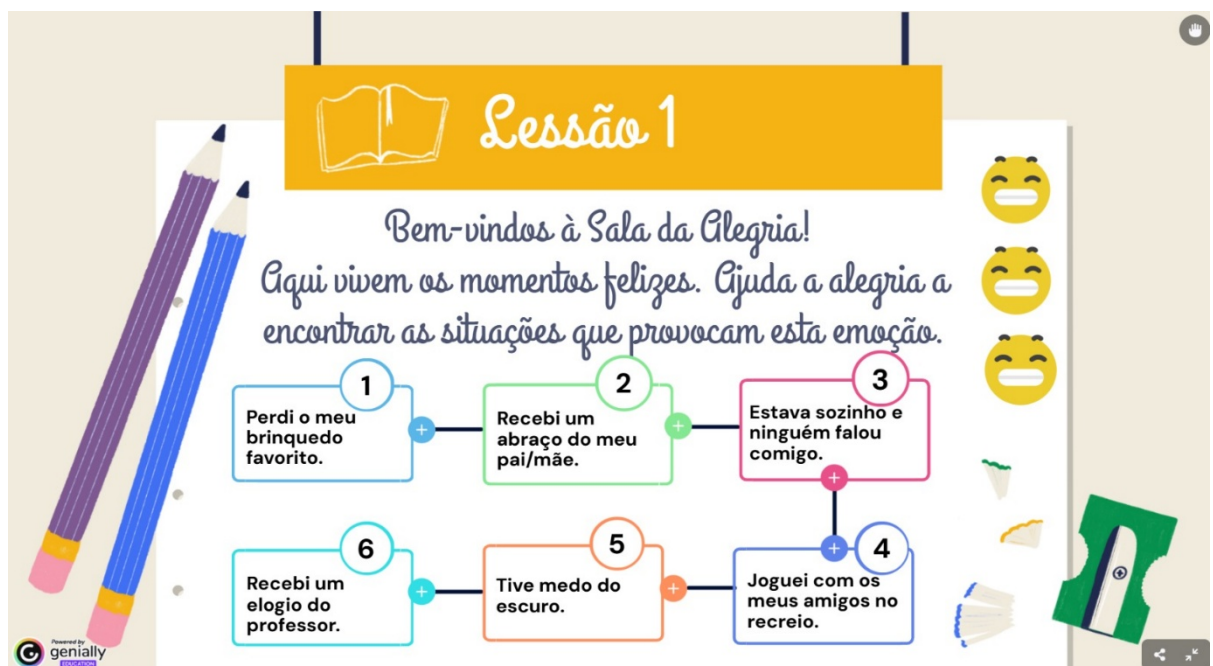 Lessão 1
Bem-vindos à Sala da Alegria!
Aqui vivem os momentos felizes. Ajuda a alegria a
encontrar as situações que provocam esta emoção.
1
Perdi o meu
brinquedo
favorito.
2
Recebi um
abraço do meu
pai/mãe.
3
Estava sozinho e
ninguém falou
comigo.
4
Joguei com os
meus amigos no
recreio.
5
Tive medo do
escuro.
6
Recebi um
elogio do
professor.
Powered by
genially
EDUCATION